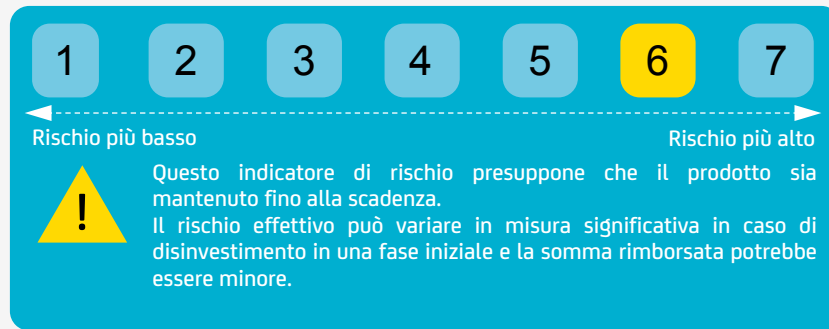 1 2 3 4 5 6 7
Rischio più basso Rischio più alto
!
Questo indicatore di rischio presuppone che il prodotto sia
mantenuto fino alla scadenza.
Il rischio effettivo può variare in misura significativa in caso di
disinvestimento in una fase iniziale e la somma rimborsata potrebbe
essere minore.